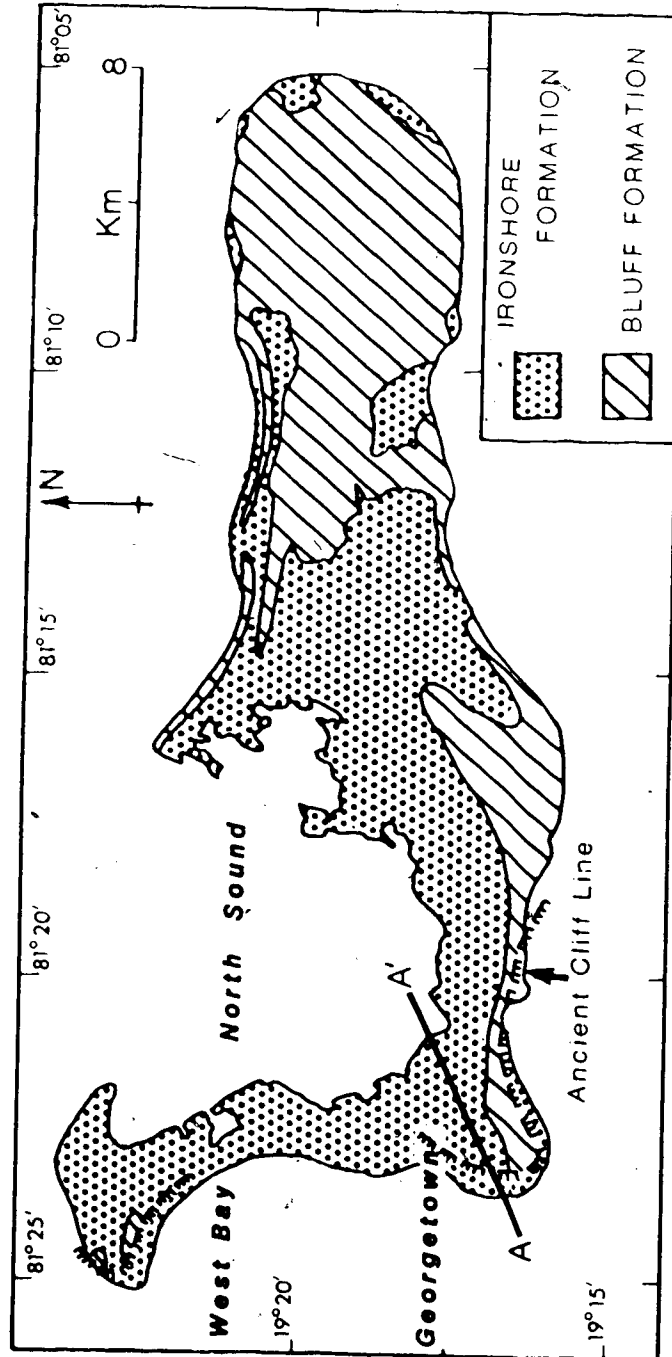 81°25'
81°20'
81°15'
81°10'
81°05'
N
0 Km 8
North Sound
West Bay
19°20'
Georgetown
A'
A
Ancient Cliff Line
19°15'
IRONSHORE
FORMATION
BLUFF FORMATION